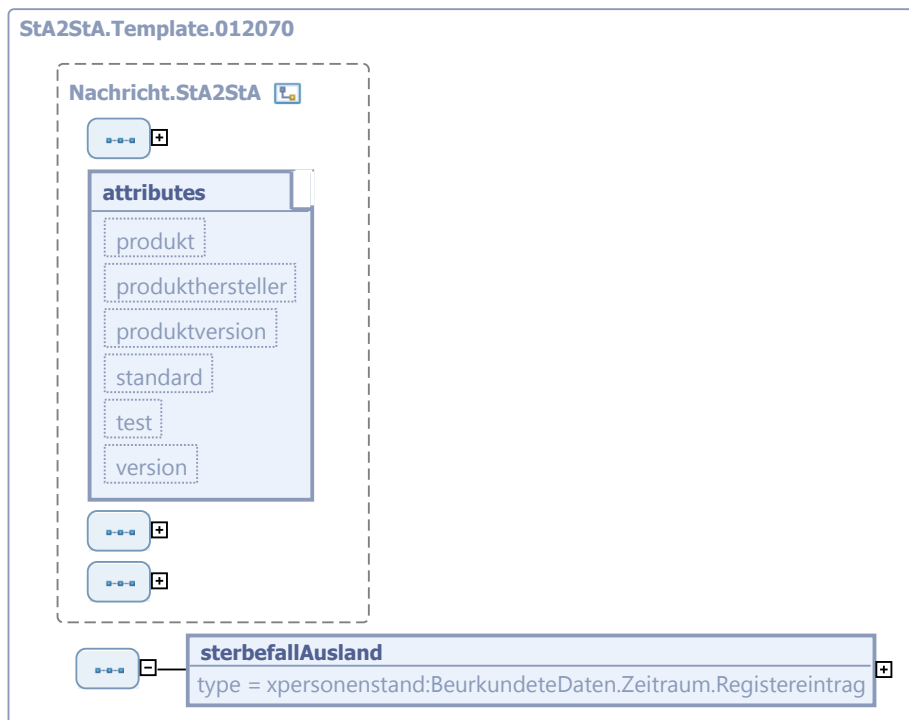 StA2StA.Template.012070
Nachricht.StA2StA
attributes
produkt
produkthersteller
produktversion
standard
test
version
sterbefallAusland
type = xpersonenstand:BeurkundeteDaten.Zeitraum.Registereintrag